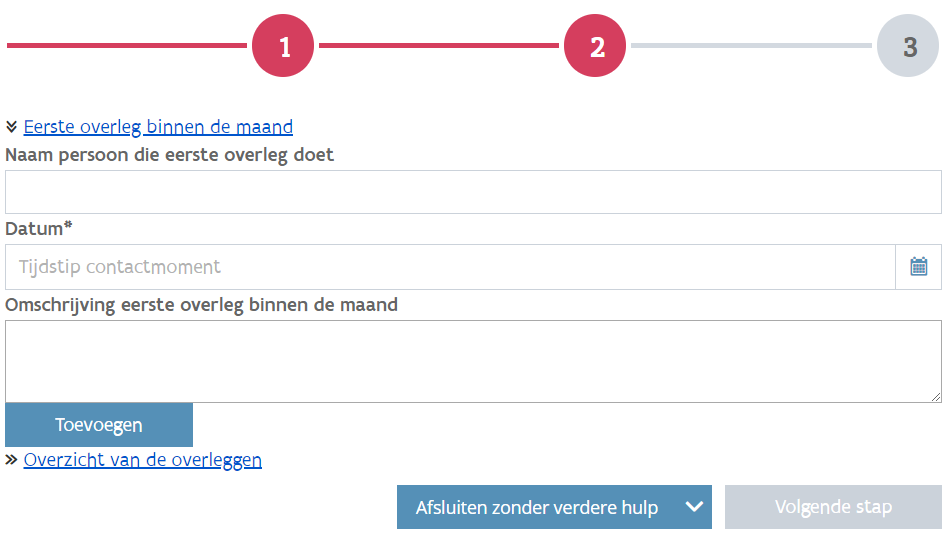 1 2 3
Eerste overleg binnen de maand
Naam persoon die eerste overleg doet
Datum*
Tijdstip contactmoment
Omschrijving eerste overleg binnen de maand
Toevoegen
Overzicht van de overleggen
Afsluiten zonder verdere hulp Volgende stap